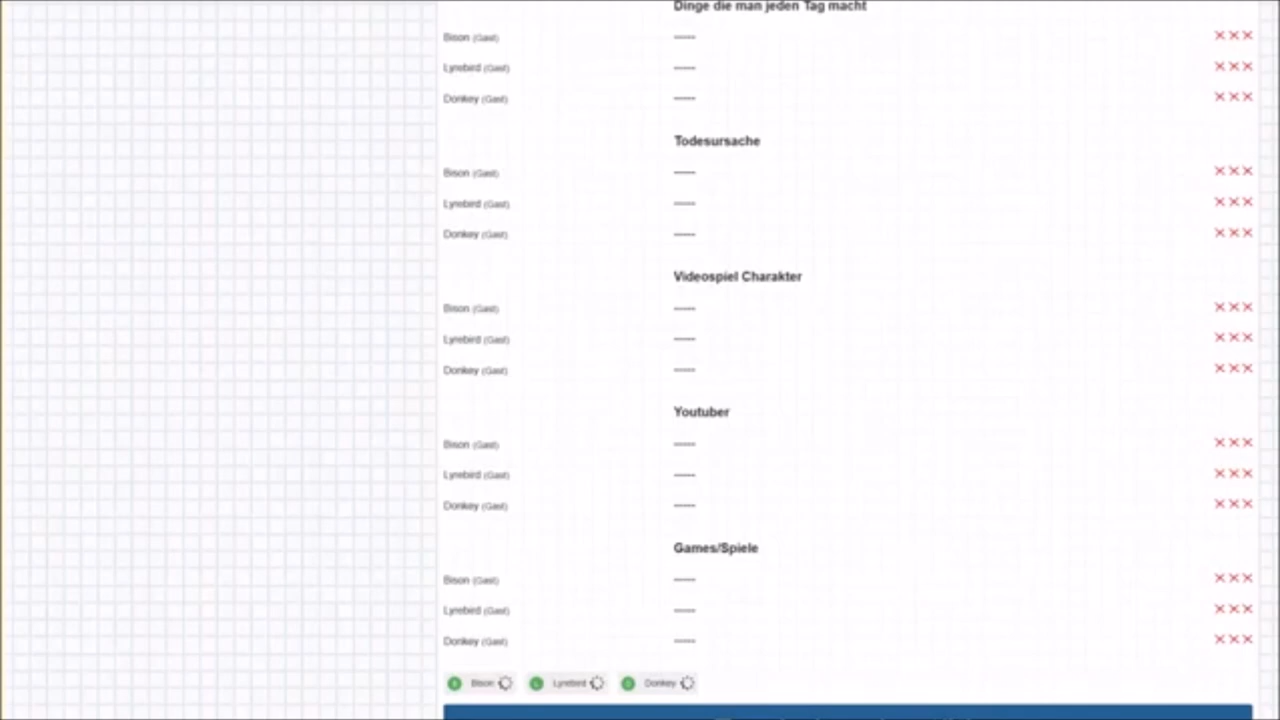 Dinge die man jeden Tag macht
Bison (Gast) ------
Lyrebird (Gast) ------
Donkey (Gast) ------
Todesursache
Bison (Gast) ------
Lyrebird (Gast) ------
Donkey (Gast) ------
Videospiel Charakter
Bison (Gast) ------
Lyrebird (Gast) ------
Donkey (Gast) ------
Youtuber
Bison (Gast) ------
Lyrebird (Gast) ------
Donkey (Gast) ------
Games/Spiele
Bison (Gast) ------
Lyrebird (Gast) ------
Donkey (Gast) ------
Bison Lyrebird Donkey